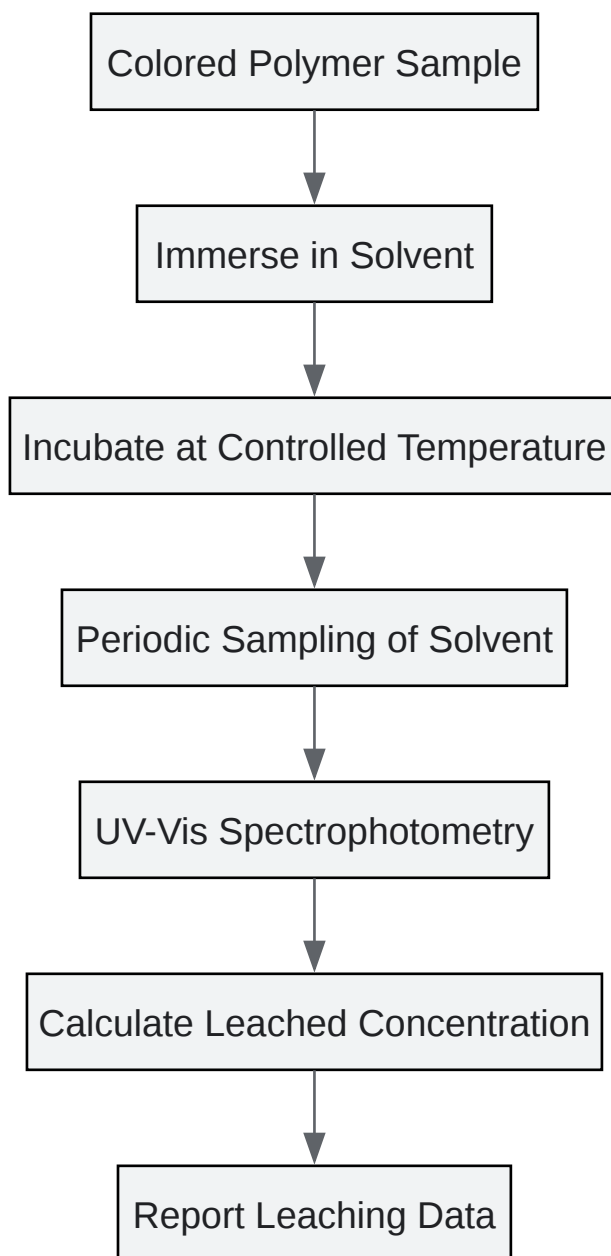 Colored Polymer Sample
Immerse in Solvent
Incubate at Controlled Temperature
Periodic Sampling of Solvent
UV-Vis Spectrophotometry
Calculate Leached Concentration
Report Leaching Data